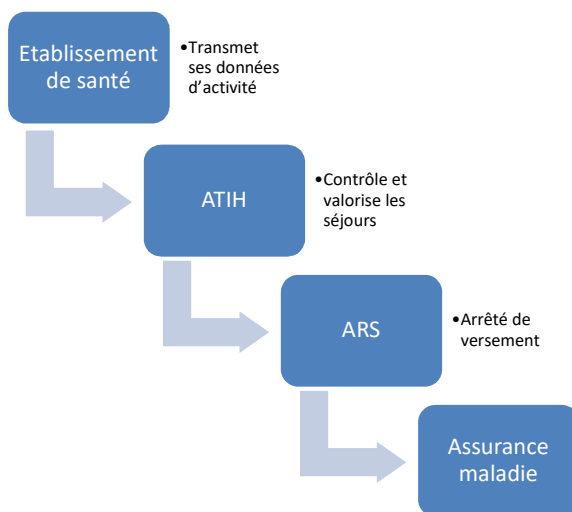 Etablissement
de santé
•Transmet
ses données
d’activité
ATIH
•Contrôle et
valorise les
séjours
ARS
•Arrêté de
versement
Assurance
maladie